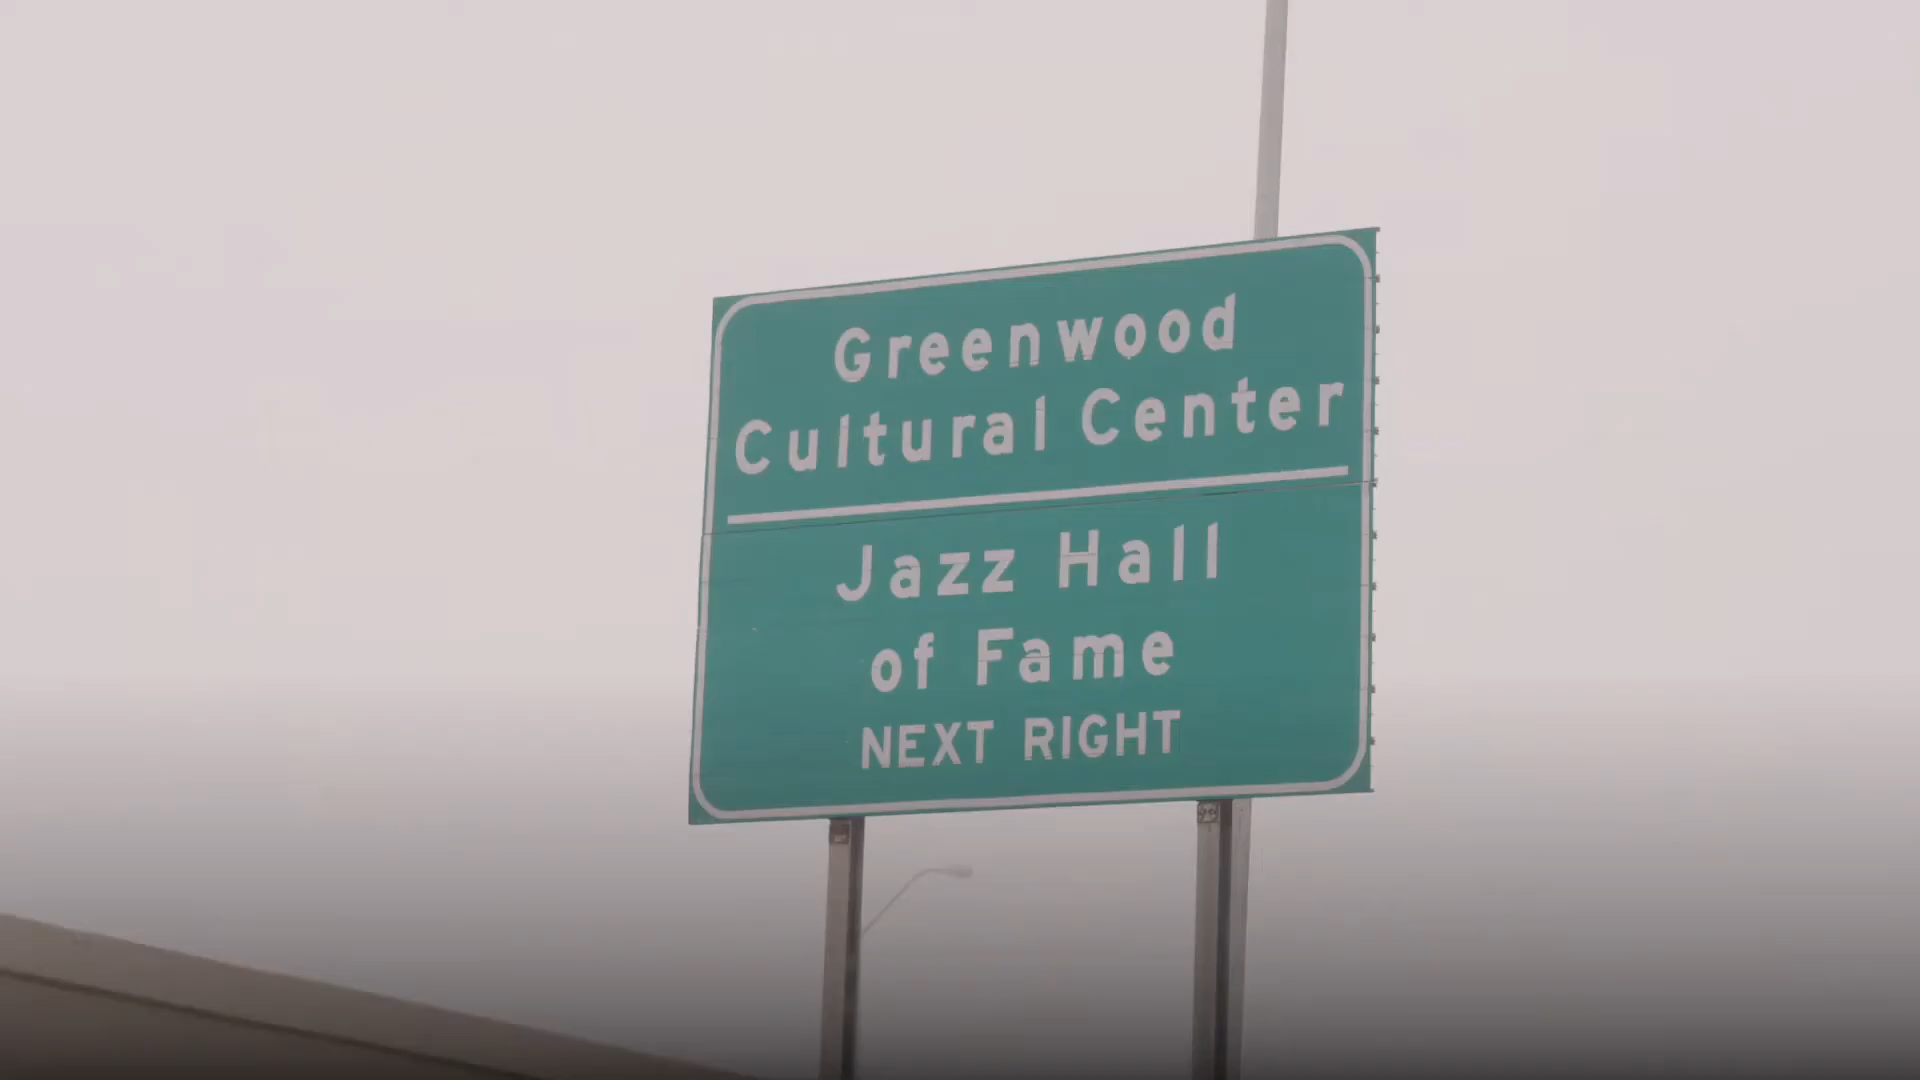 Greenwood
Cultural Center
Jazz Hall
of Fame
NEXT RIGHT